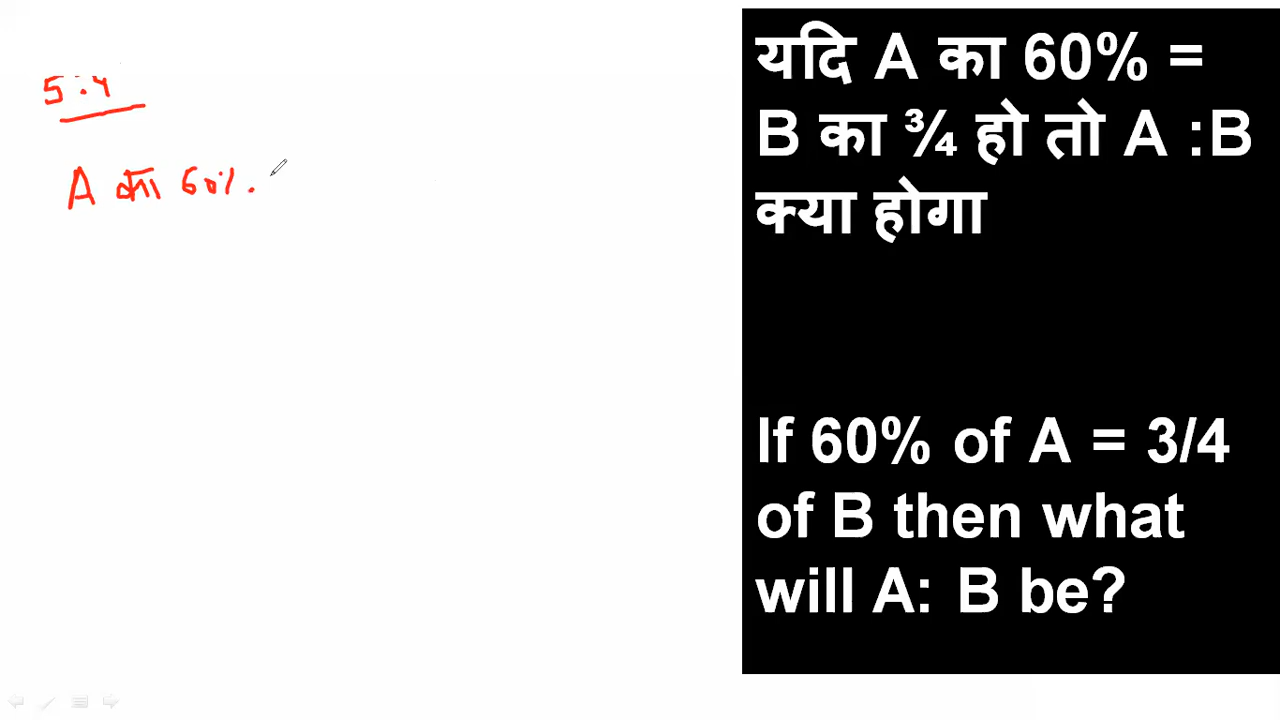 5:4
A का 60%.
यदि A का 60% =
B का ¾ हो तो A :B
क्या होगा
If 60% of A = 3/4
of B then what
will A: B be?